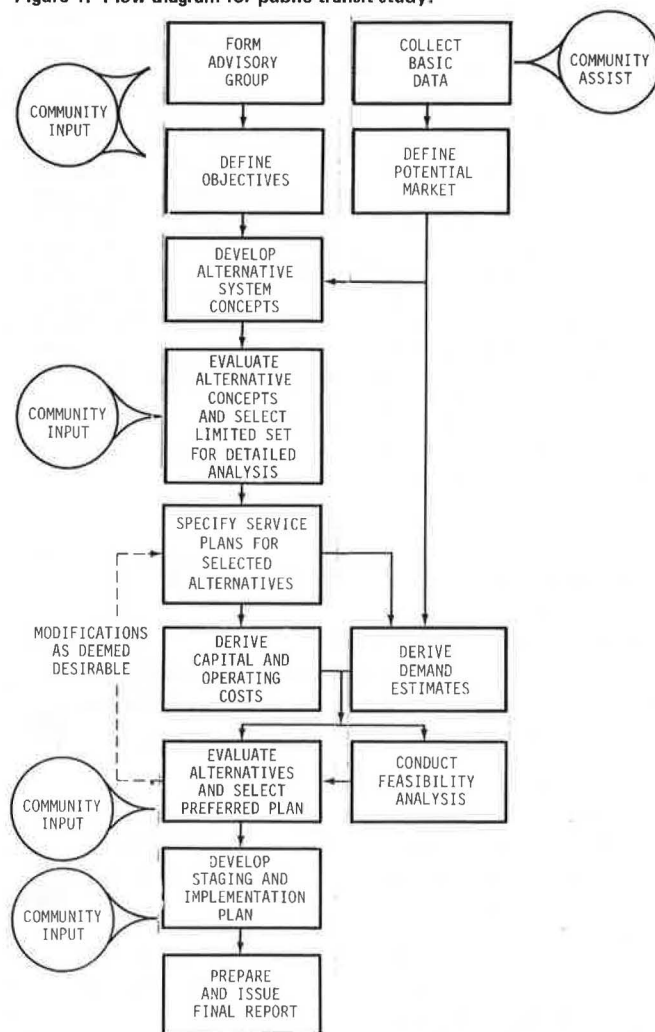 Figure 1. Flow diagram for public transit study.
FORM
ADVISORY
GROUP
COLLECT
BASIC
DATA
COMMUNITY
ASSIST
COMMUNITY
INPUT
DEFINE
OBJECTIVES
DEFINE
POTENTIAL
MARKET
DEVELOP
ALTERNATIVE
SYSTEM
CONCEPTS
EVALUATE
ALTERNATIVE
CONCEPTS
AND SELECT
LIMITED SET
FOR DETAILED
ANALYSIS
COMMUNITY
INPUT
SPECIFY SERVICE
PLANS FOR
SELECTED
ALTERNATIVES
MODIFICATIONS
AS DEEMED
DESIRABLE
DERIVE
CAPITAL AND
OPERATING
COSTS
DERIVE
DEMAND
ESTIMATES
EVALUATE
ALTERNATIVES
AND SELECT
PREFERRED PLAN
CONDUCT
FEASIBILITY
ANALYSIS
COMMUNITY
INPUT
DEVELOP
STAGING AND
IMPLEMENTATION
PLAN
COMMUNITY
INPUT
PREPARE
AND ISSUE
FINAL REPORT